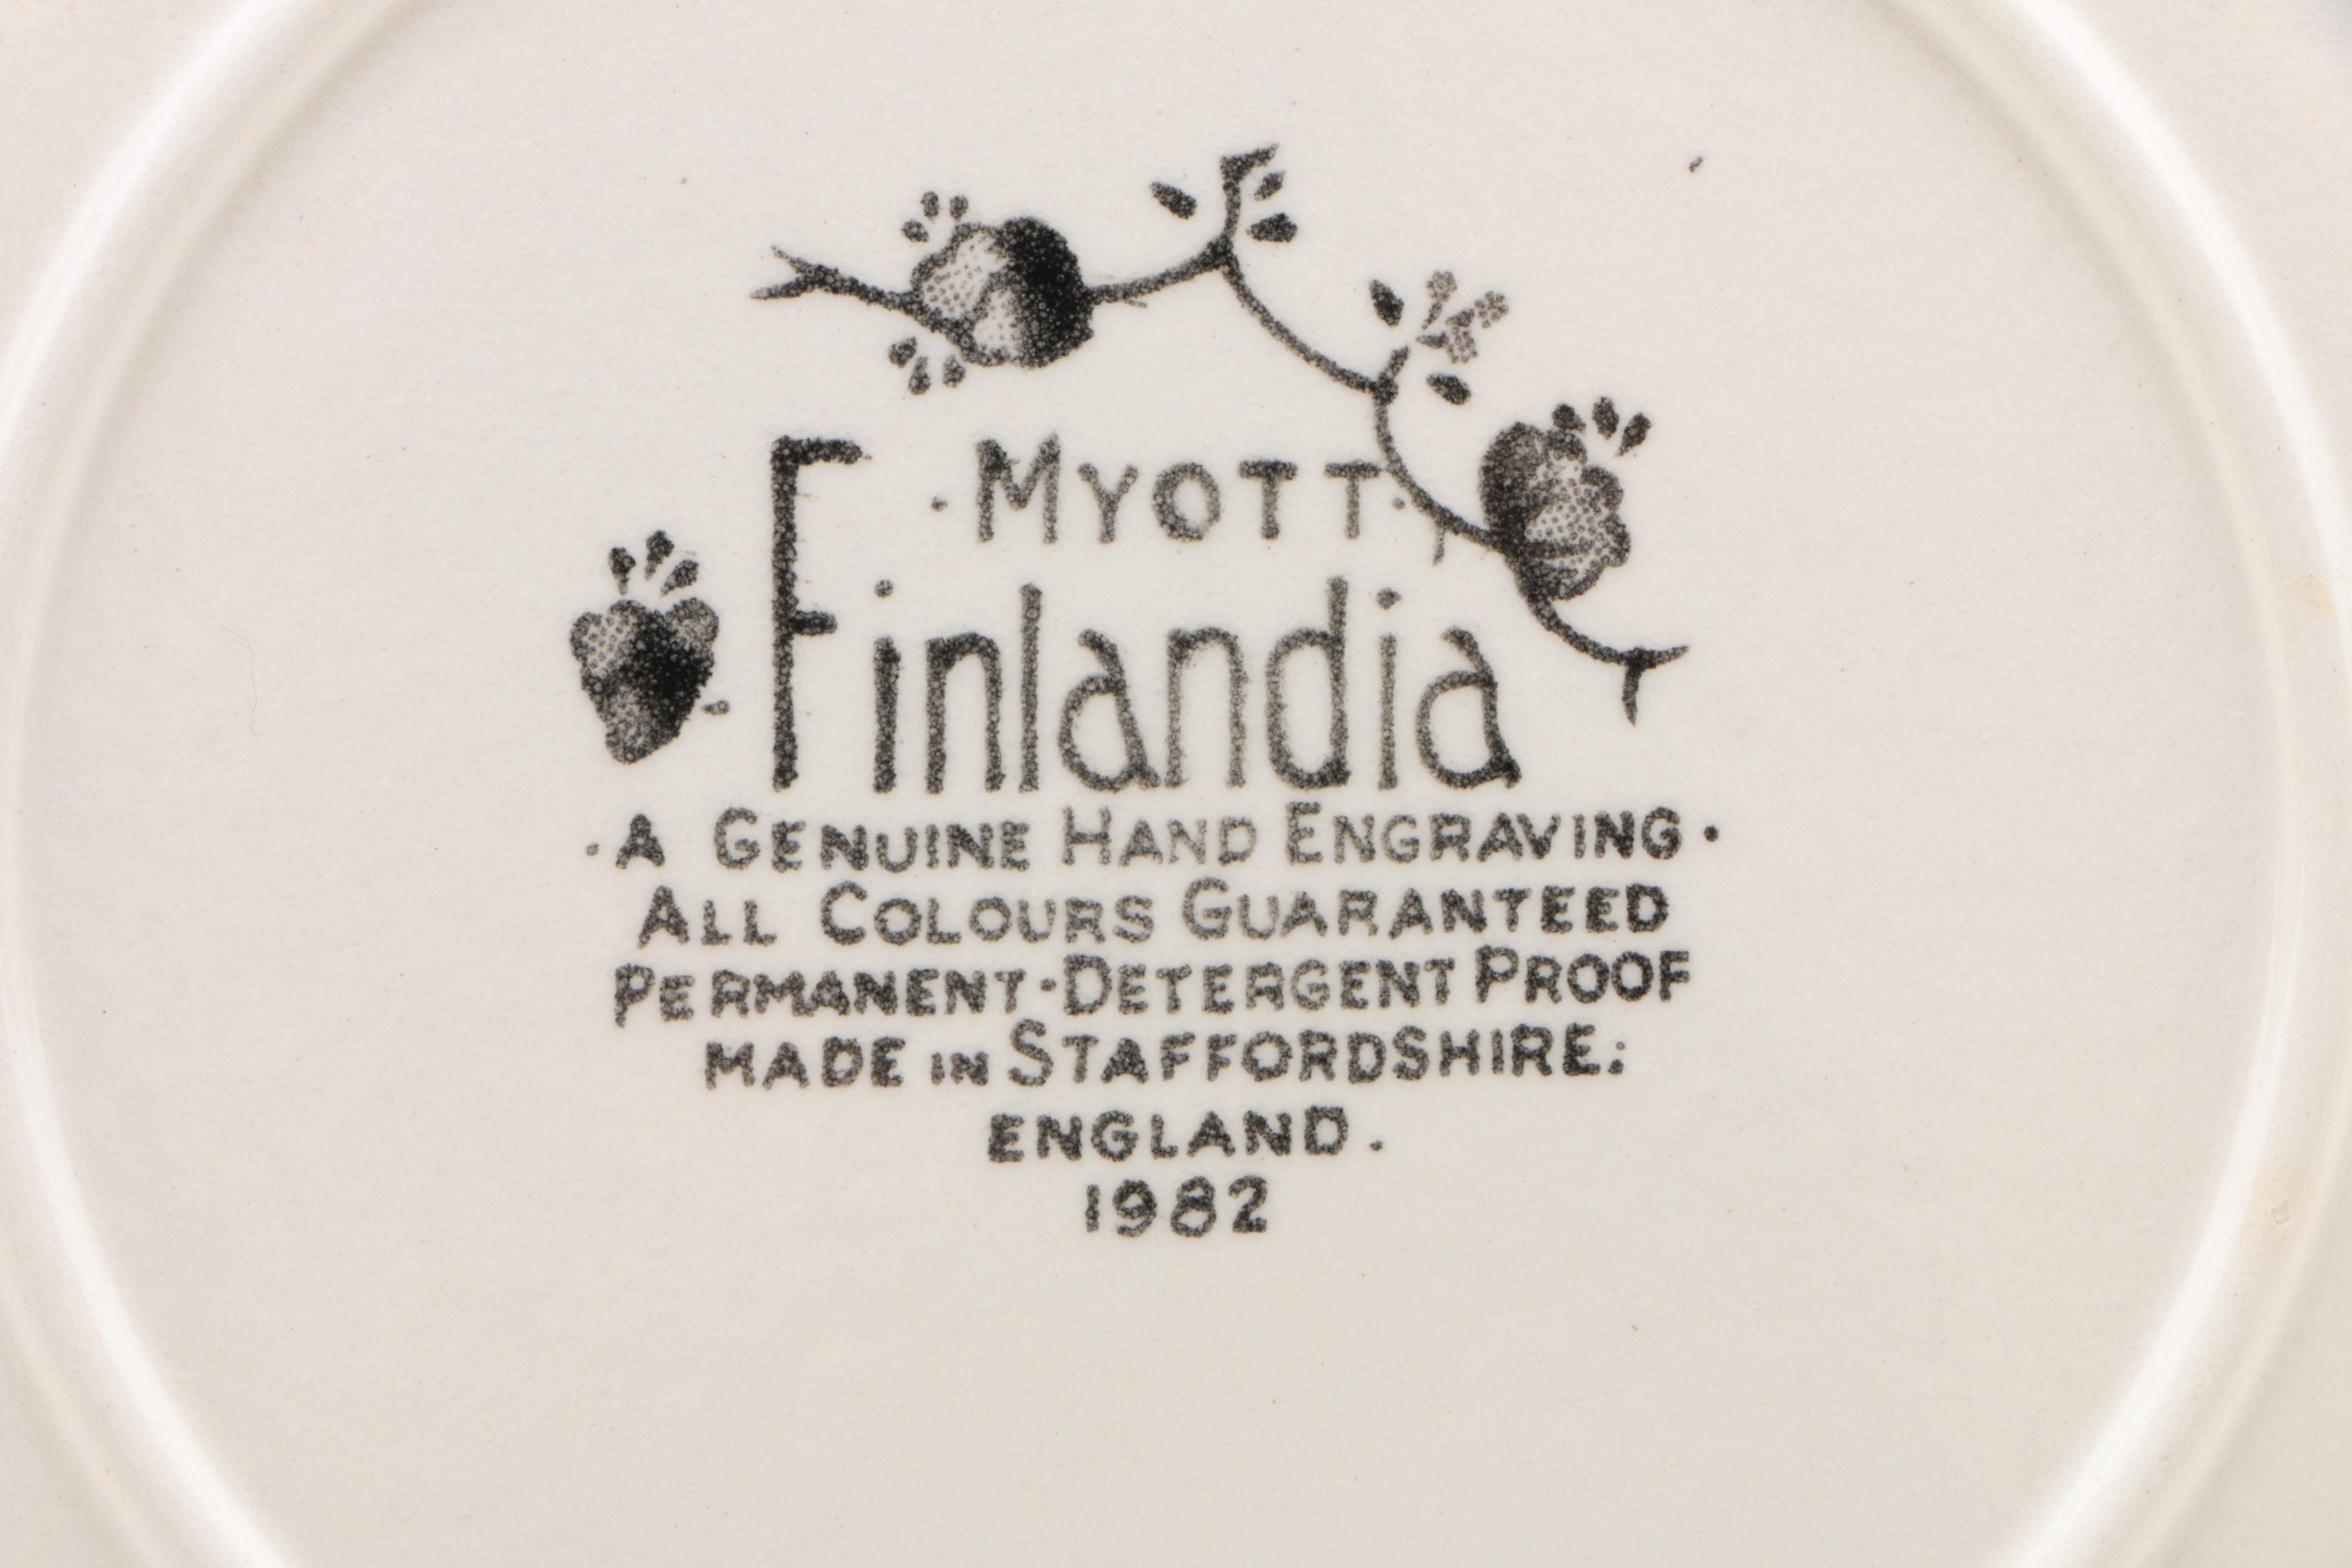 ·MYOTT·
Finlandia
·A GENUINE HAND ENGRAVING·
ALL COLOURS GUARANTEED
PERMANENT·DETERGENT PROOF
MADE IN STAFFORDSHIRE:
ENGLAND.
1982